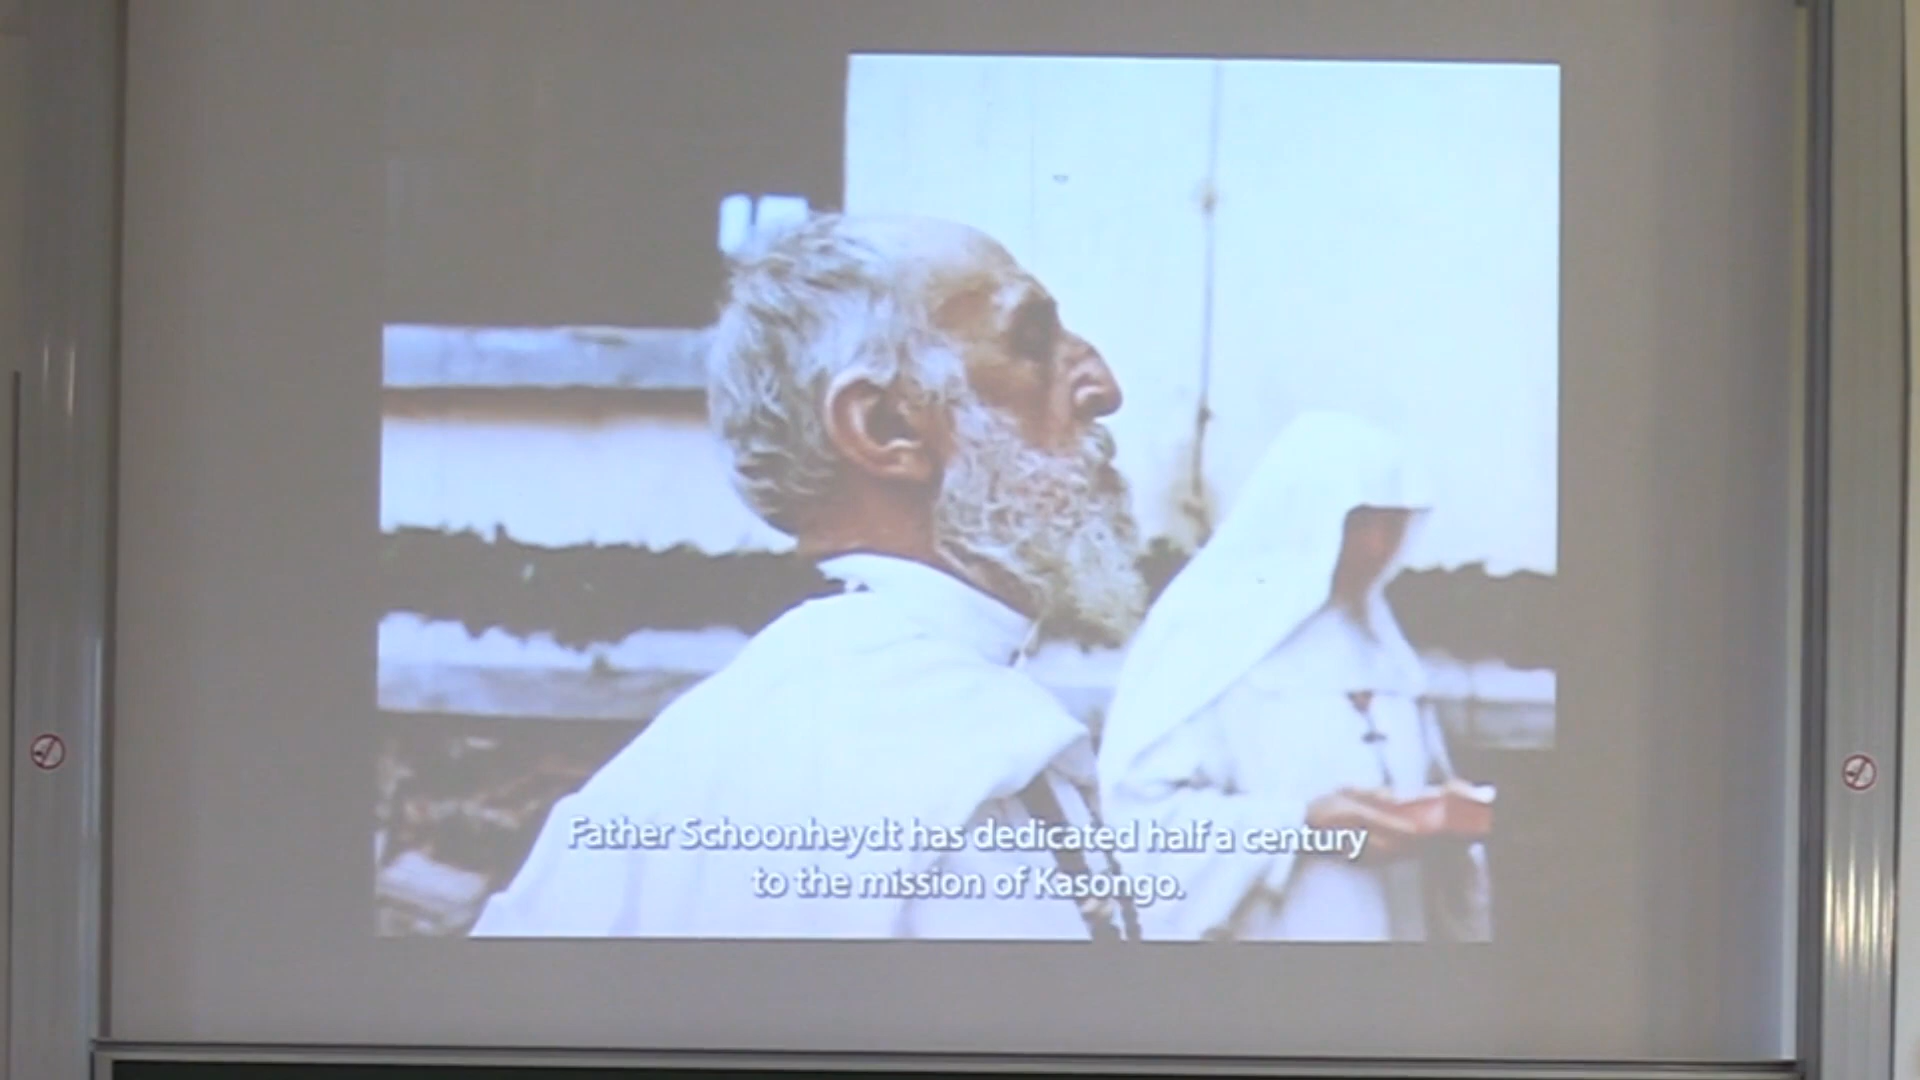 Father Schoonheydt has dedicated half a century
to the mission of Kasongo.